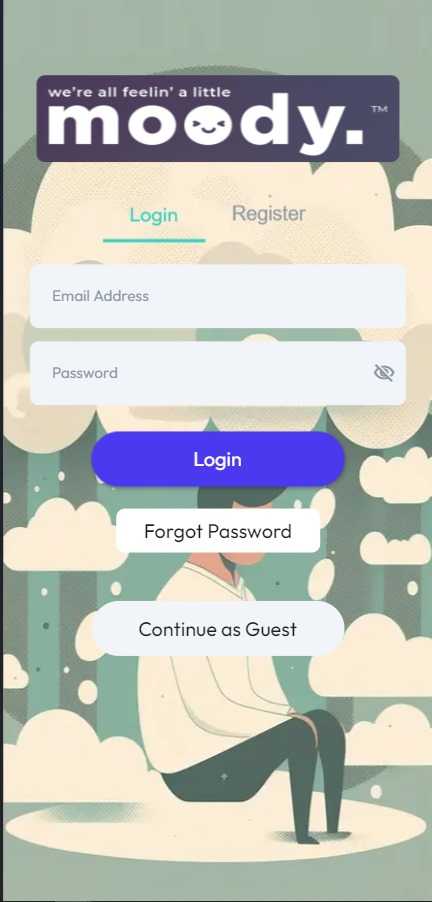 we're all feelin' a little
moody.
TM
Login
Register
Email Address
Password
Login
Forgot Password
Continue as Guest